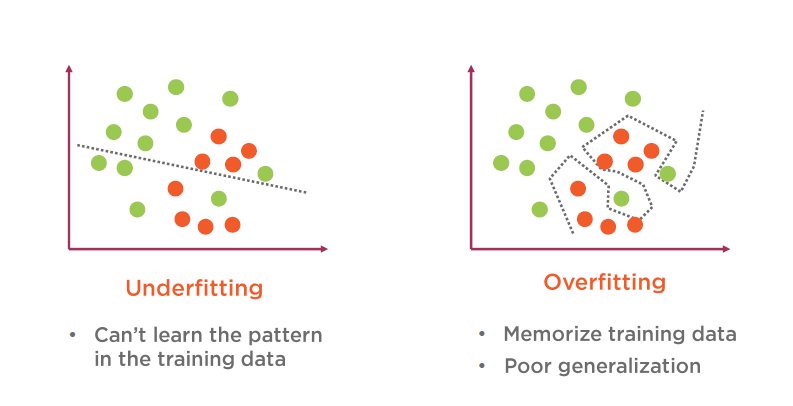 Underfitting
• Can't learn the pattern
in the training data
Overfitting
• Memorize training data
• Poor generalization